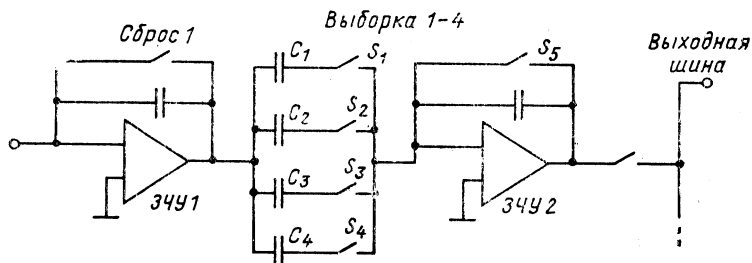 Сброс 1
Выборка 1-4
Выходная
шина
C1
S1
S5
C2
S2
C3
S3
C4
S4
ЗЧУ1
ЗЧУ2